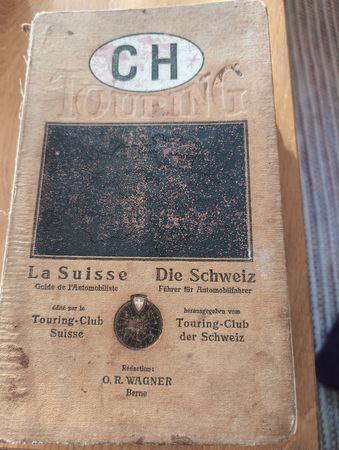 CH
TOURING
La Suisse Die Schweiz
Guide de l'Automobiliste Führer für Automobilfahrer
édité par le herausgegeben vom
Touring-Club Touring-Club
Suisse der Schweiz
Rédaction:
O. R. WAGNER
Berne